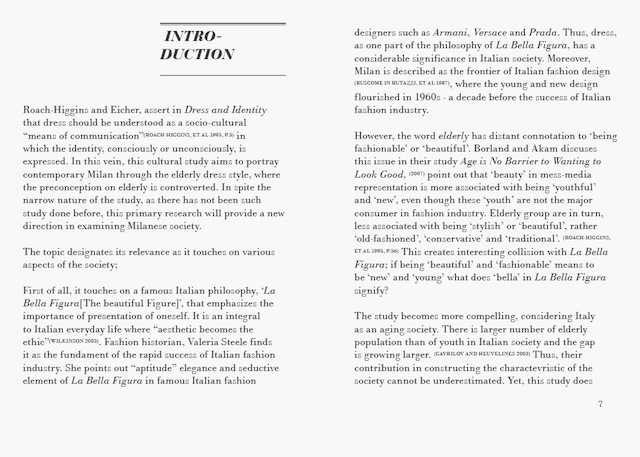 INTRO-
DUCTION
Roach-Higgins and Eicher, assert in Dress and Identity
that dress should be understood as a socio-cultural
“means of communication”(ROACH-HIGGINS, ET AL 1995, P.5) in
which the identity, consciously or unconsciously, is
expressed. In this vein, this cultural study aims to portray
contemporary Milan through the elderly dress style, where
the preconception on elderly is controverted. In spite the
narrow nature of the study, as there has not been such
study done before, this primary research will provide a new
direction in examining Milanese society.
The topic designates its relevance as it touches on various
aspects of the society;
First of all, it touches on a famous Italian philosophy, ‘La
Bella Figura[The beautiful Figure]’, that emphasizes the
importance of presentation of oneself. It is an integral
to Italian everyday life where “aesthetic becomes the
ethic”(WILKINSON 2003). Fashion historian, Valeria Steele finds
it as the fundament of the rapid success of Italian fashion
industry. She points out “aptitude” elegance and seductive
element of La Bella Figura in famous Italian fashion
designers such as Armani, Versace and Prada. Thus, dress,
as one part of the philosophy of La Bella Figura, has a
considerable significance in Italian society. Moreover,
Milan is described as the frontier of Italian fashion design
(RUSCOME IN BUTAZZI, ET AL 1987), where the young and new design
flourished in 1960s - a decade before the success of Italian
fashion industry.
However, the word elderly has distant connotation to ‘being
fashionable’ or ‘beautiful’. Borland and Akam discuses
this issue in their study Age is No Barrier to Wanting to
Look Good, (2007) point out that ‘beauty’ in mess-media
representation is more associated with being ‘youthful’
and ‘new’, even though these ‘youth’ are not the major
consumer in fashion industry. Elderly group are in turn,
less associated with being ‘stylish’ or ‘beautiful’, rather
‘old-fashioned’, ‘conservative’ and ‘traditional’. (ROACH-HIGGINS,
ET AL 1995, P.56) This creates interesting collision with La Bella
Figura; if being ‘beautiful’ and ‘fashionable’ means to
be ‘new’ and ‘young’ what does ‘bella’ in La Bella Figura
signify?
The study becomes more compelling, considering Italy
as an aging society. There is larger number of elderly
population than of youth in Italian society and the gap
is growing larger. (GAVRILOV AND HEUVELINES 2003) Thus, their
contribution in constructing the charactevristic of the
society cannot be underestimated. Yet, this study does
7